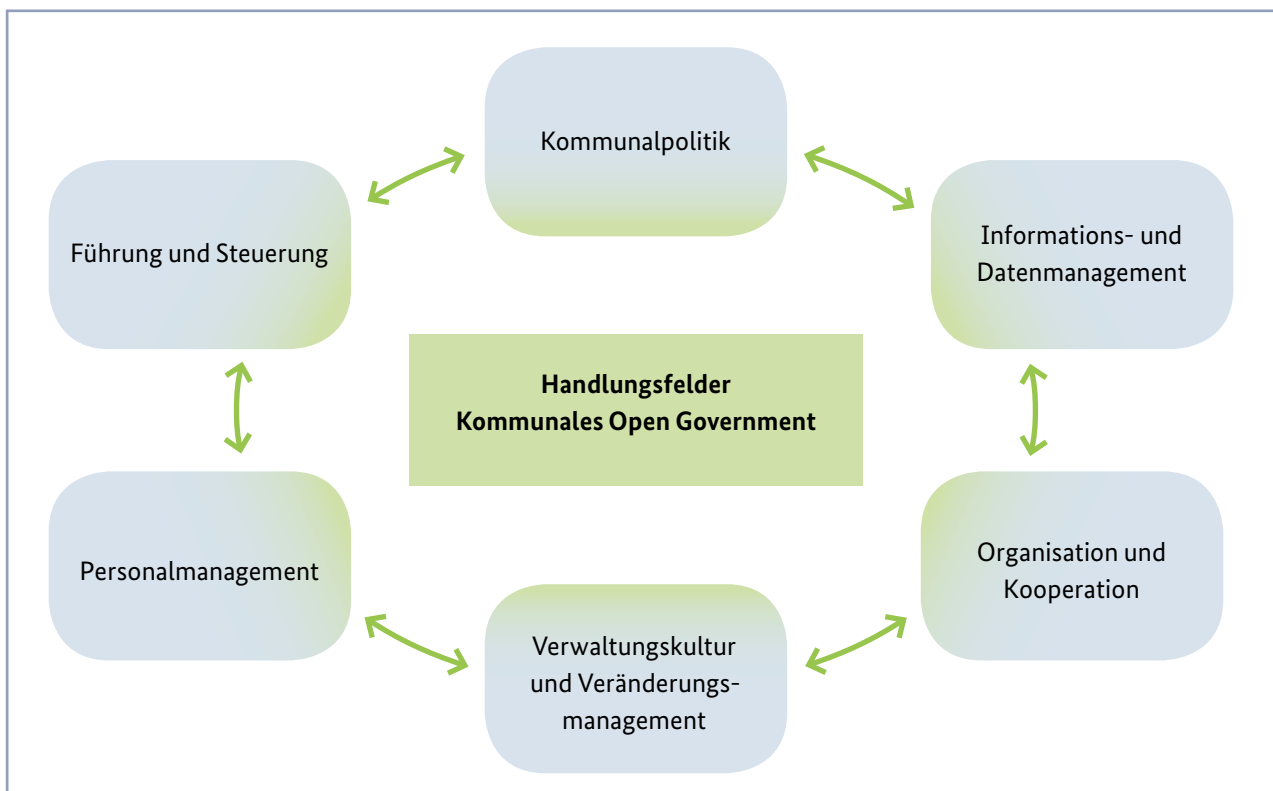 Kommunalpolitik
Führung und Steuerung
Informations- und
Datenmanagement
Handlungsfelder
Kommunales Open Government
Personalmanagement
Organisation und
Kooperation
Verwaltungskultur
und Veränderungs-
management